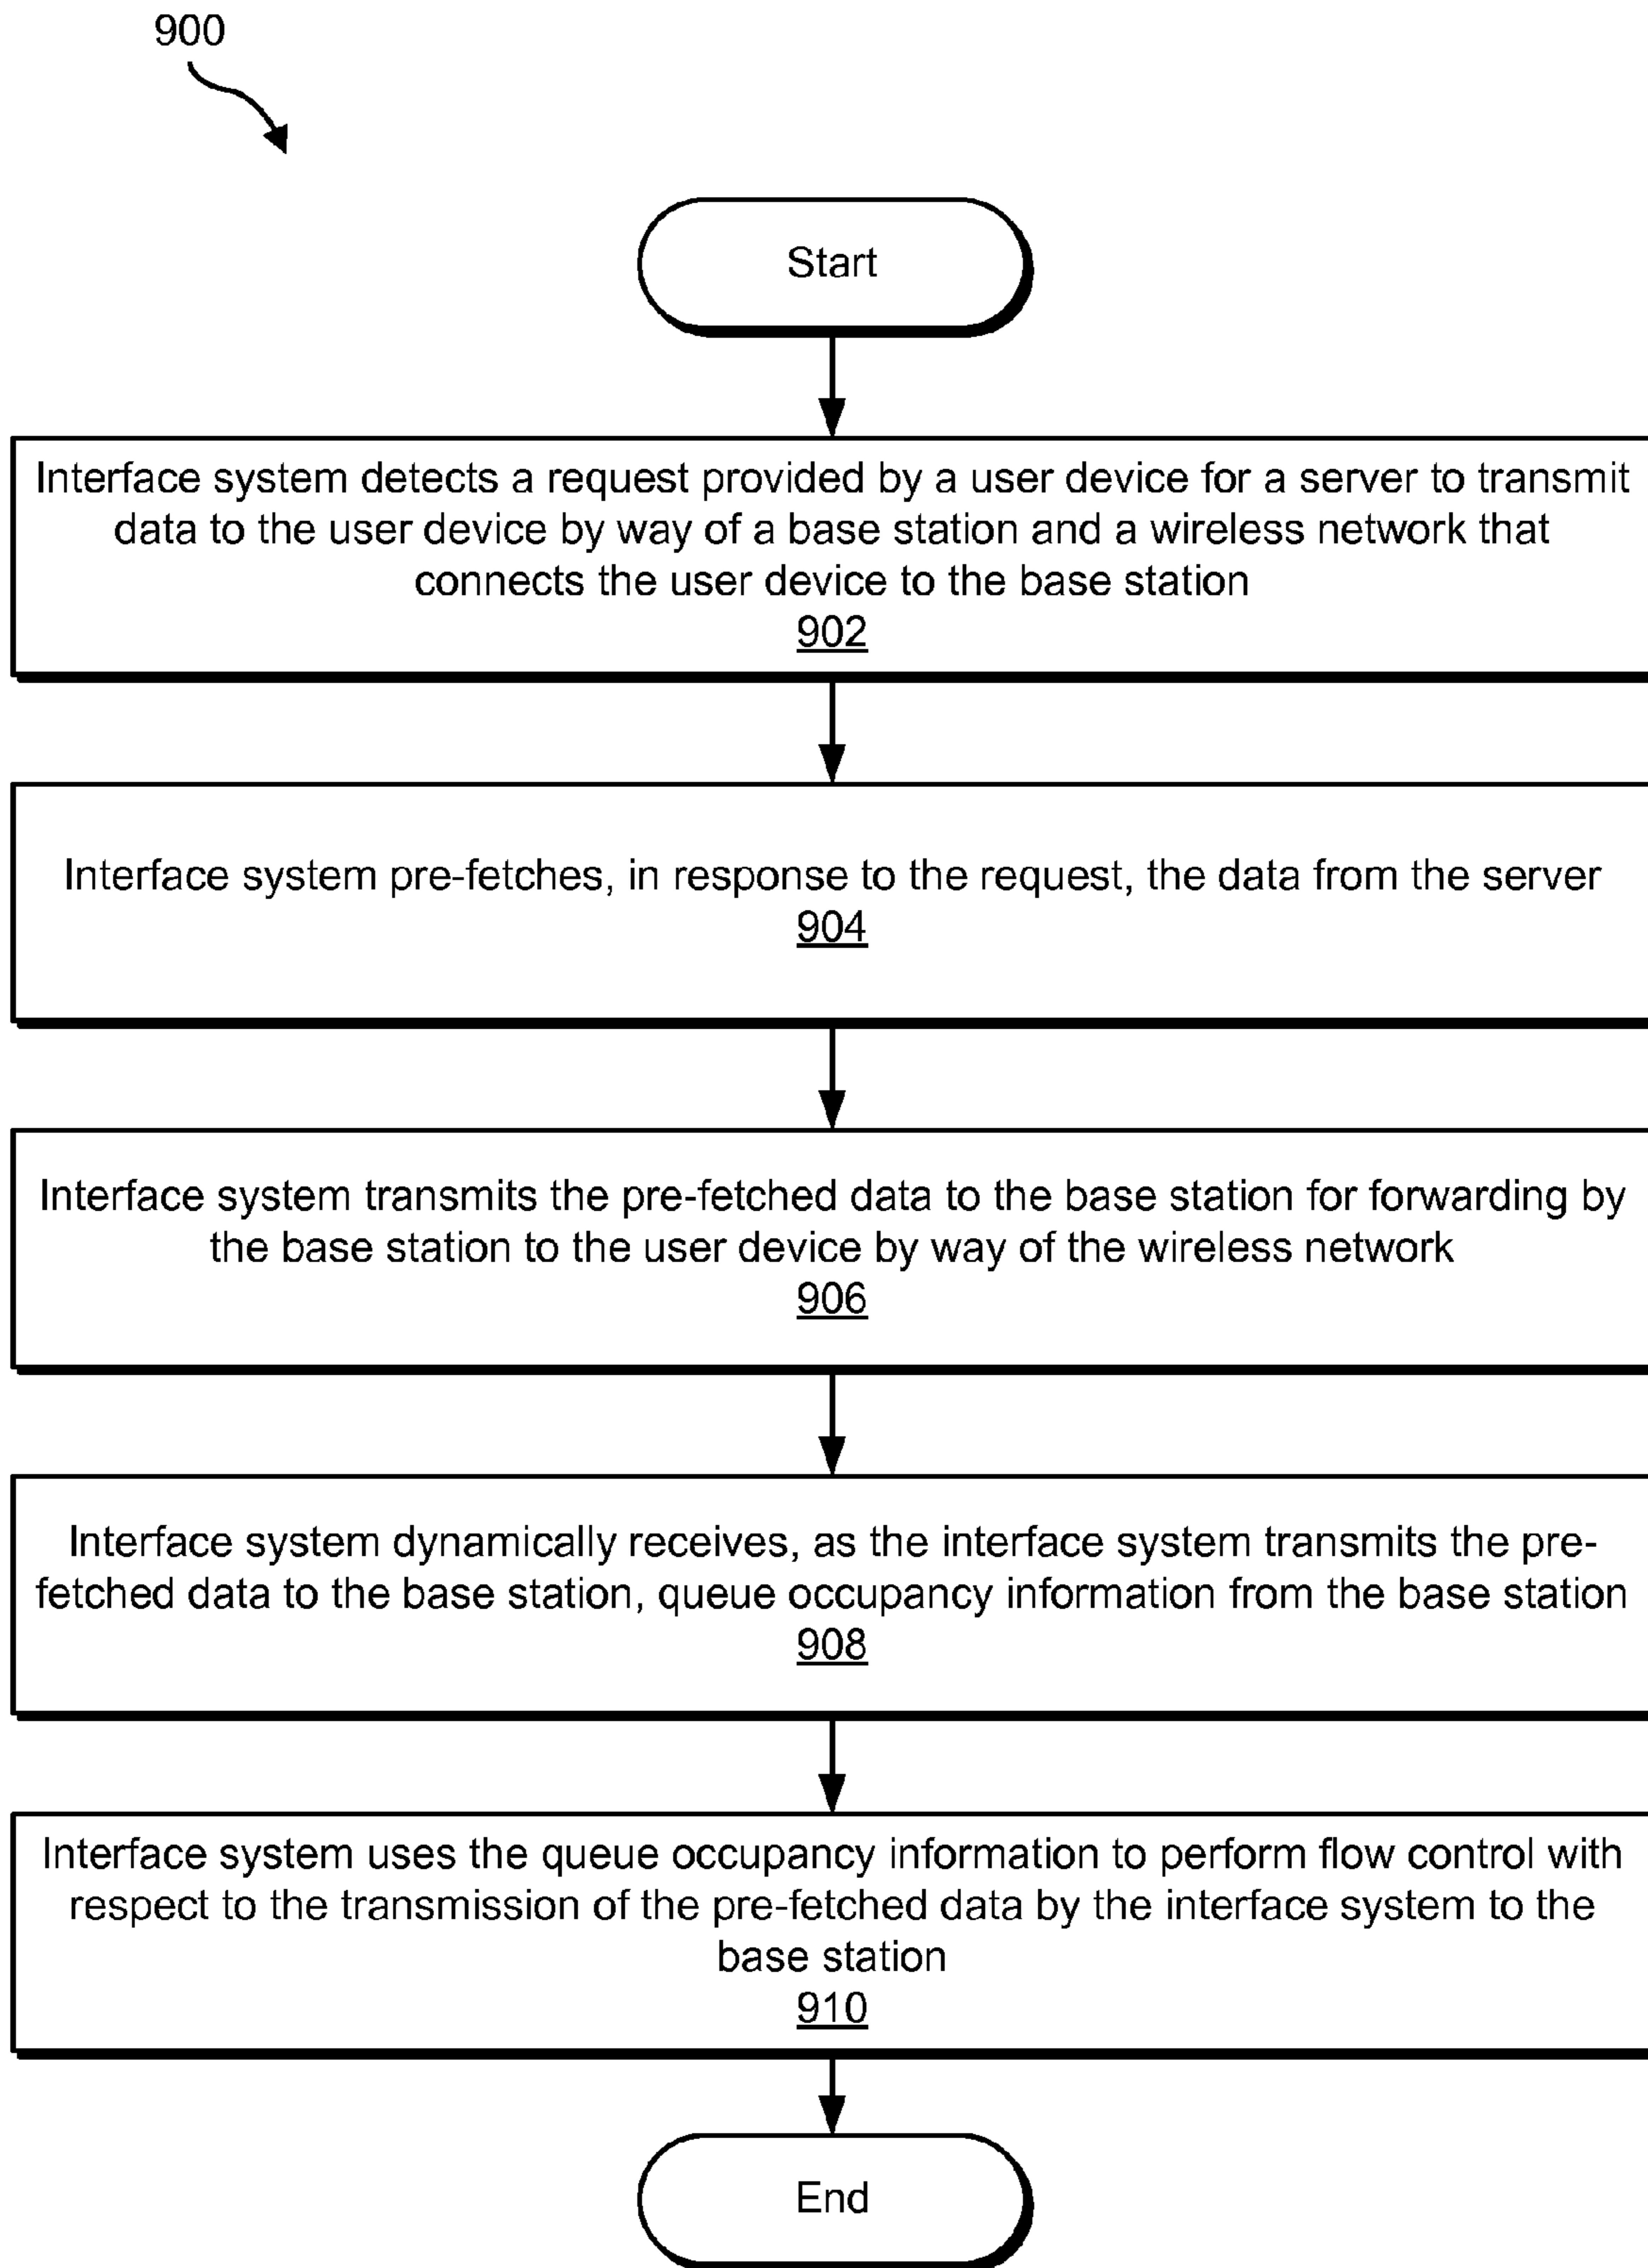 900
Start
Interface system detects a request provided by a user device for a server to transmit
data to the user device by way of a base station and a wireless network that
connects the user device to the base station
902
Interface system pre-fetches, in response to the request, the data from the server
904
Interface system transmits the pre-fetched data to the base station for forwarding by
the base station to the user device by way of the wireless network
906
Interface system dynamically receives, as the interface system transmits the pre-
fetched data to the base station, queue occupancy information from the base station
908
Interface system uses the queue occupancy information to perform flow control with
respect to the transmission of the pre-fetched data by the interface system to the
base station
910
End